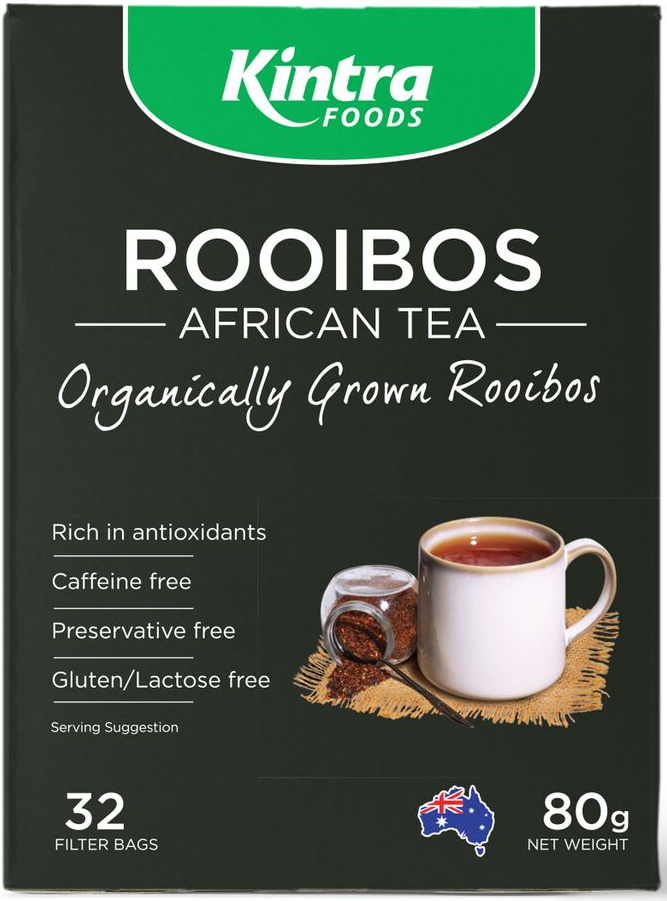 Kintra
FOODS
ROOIBOS
AFRICAN TEA
Organically Grown Rooibos
Rich in antioxidants
Caffeine free
Preservative free
Gluten/Lactose free
Serving Suggestion
32
FILTER BAGS
80g
NET WEIGHT